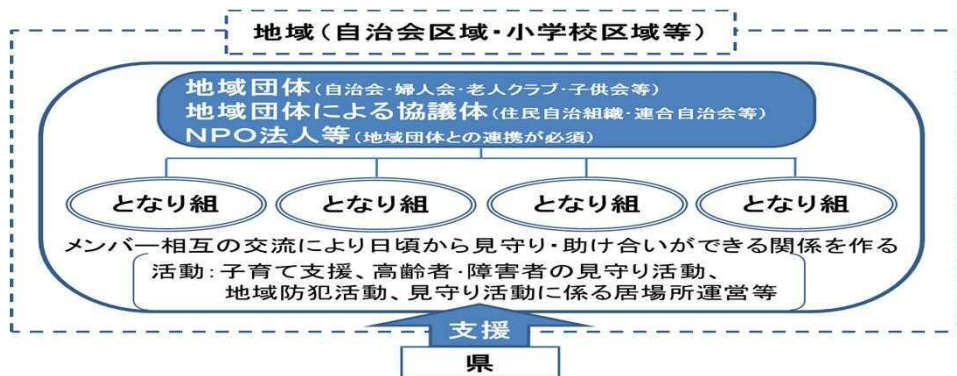 地域(自治会区域・小学校区域等)
地域団体(自治会・婦人会・老人クラブ・子供会等)
地域団体による協議体(住民自治組織・連合自治会等)
NPO法人等(地域団体との連携が必須)
となり組 となり組 となり組 となり組
メンバー相互の交流により日頃から見守り・助け合いができる関係を作る
活動:子育て支援、高齢者・障害者の見守り活動、
地域防犯活動、見守り活動に係る居場所運営等
支援
県